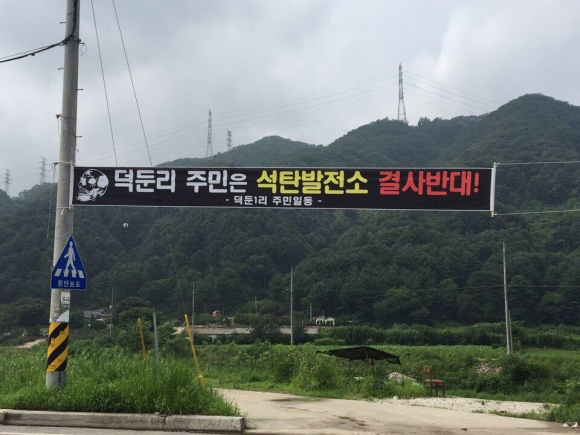 덕둔리 주민은 석탄발전소 결사반대!
- 덕둔1리 주민일동 -
횡단보도